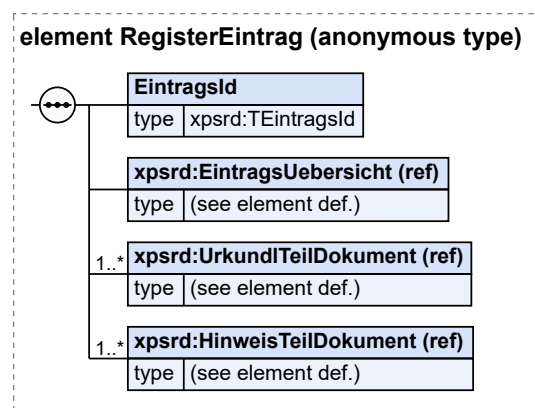 element RegisterEintrag (anonymous type)
EintragsId
type xpsrd:TEintragsId
xpsrd:EintragsUebersicht (ref)
type (see element def.)
1..* xpsrd:UrkundlTeilDokument (ref)
type (see element def.)
1..* xpsrd:HinweisTeilDokument (ref)
type (see element def.)